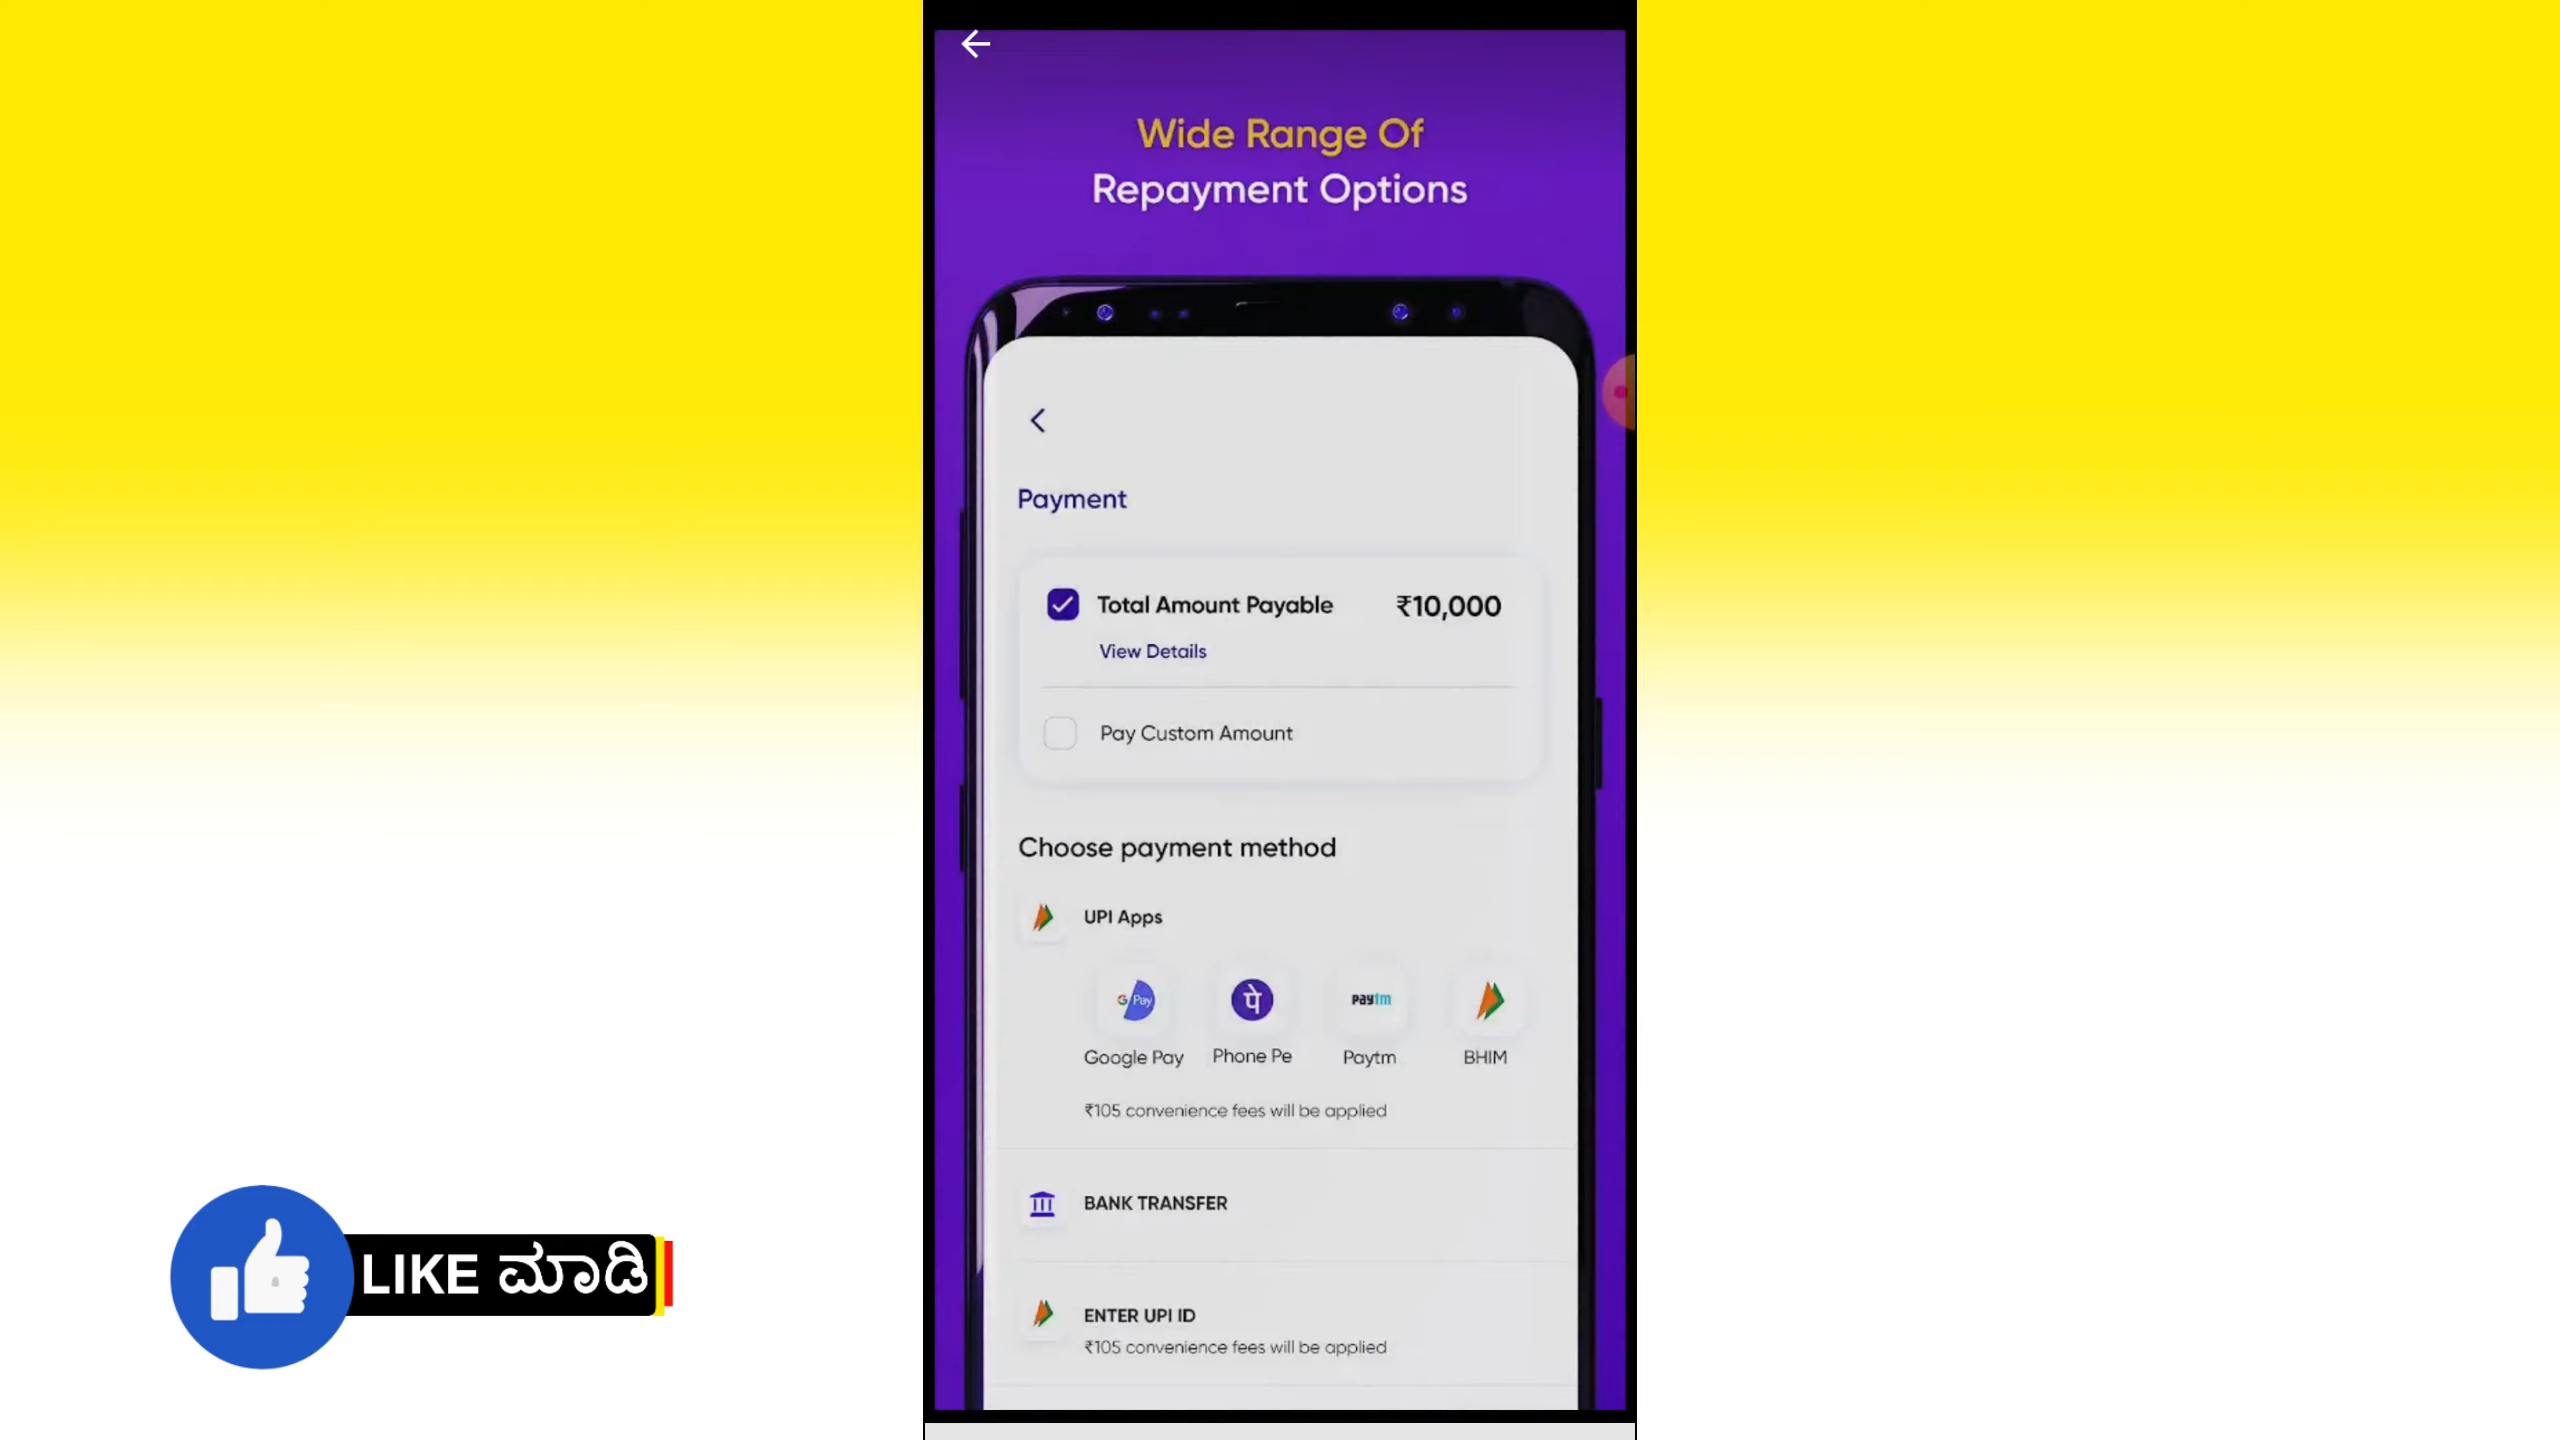 Wide Range Of
Repayment Options
Payment
Total Amount Payable ₹10,000
View Details
Pay Custom Amount
Choose payment method
UPI Apps
G Pay पे paytm
Google Pay Phone Pe Paytm BHIM
₹105 convenience fees will be applied
BANK TRANSFER
ENTER UPI ID
₹105 convenience fees will be applied
LIKE ಮಾಡಿ